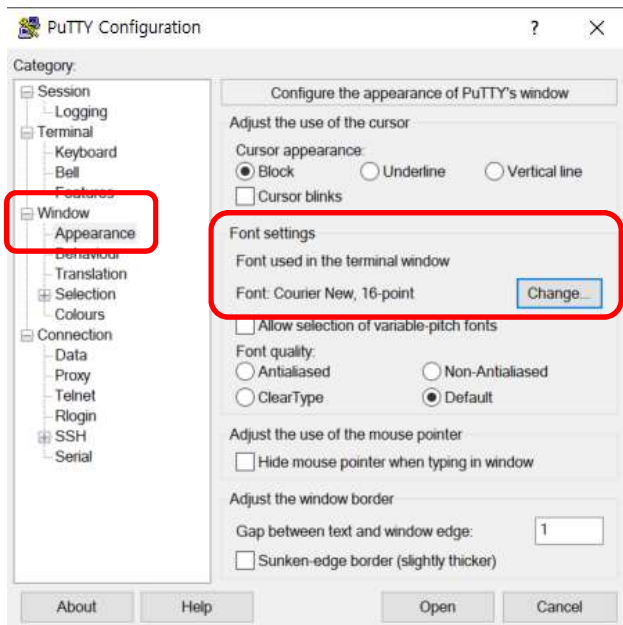 PuTTY Configuration
?
Category:
Session
Logging
Terminal
Keyboard
Bell
Features
Window
Appearance
Behaviour
Translation
Selection
Colours
Connection
Data
Proxy
Telnet
Rlogin
SSH
Serial
Configure the appearance of PuTTY's window
Adjust the use of the cursor
Cursor appearance:
Block Underline Vertical line
Cursor blinks
Font settings
Font used in the terminal window
Font: Courier New, 16-point Change...
Allow selection of variable-pitch fonts
Font quality:
Antialiased Non-Antialiased
ClearType Default
Adjust the use of the mouse pointer
Hide mouse pointer when typing in window
Adjust the window border
Gap between text and window edge: 1
Sunken-edge border (slightly thicker)
About Help Open Cancel